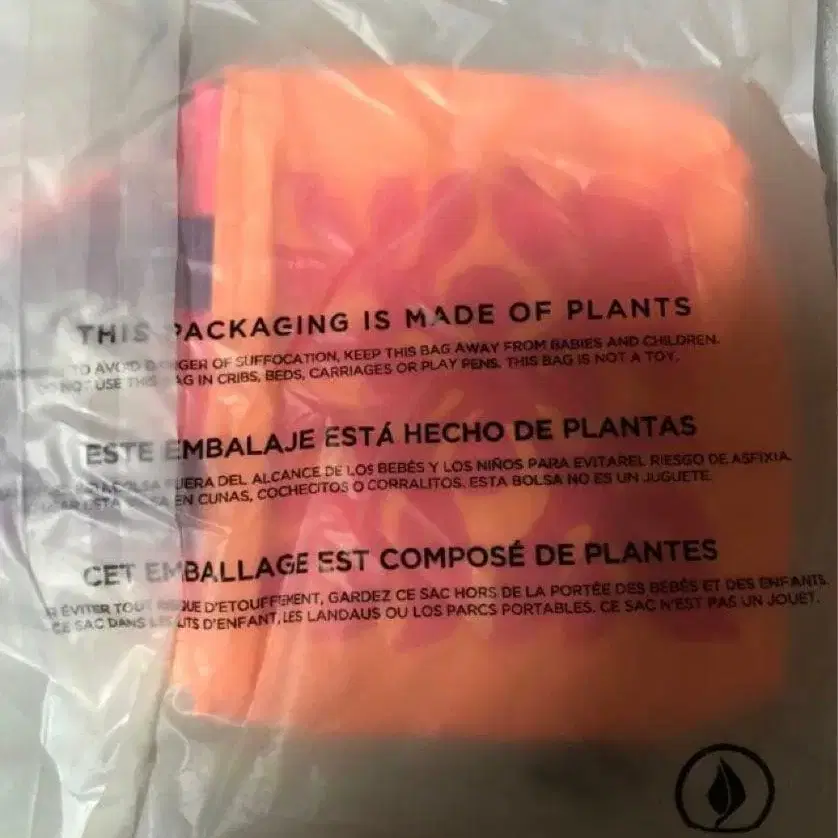 THIS PACKAGING IS MADE OF PLANTS
TO AVOID DANGER OF SUFFOCATION, KEEP THIS BAG AWAY FROM BABIES AND CHILDREN.
DO NOT USE THIS BAG IN CRIBS, BEDS, CARRIAGES OR PLAY PENS. THIS BAG IS NOT A TOY.
ESTE EMBALAJE ESTÁ HECHO DE PLANTAS
FUERA DEL ALCANCE DE LOS BEBÉS Y LOS NIÑOS PARA EVITAREL RIESGO DE ASFIXIA.
EN CUNAS, COCHECITOS O CORRALITOS. ESTA BOLSA NO ES UN JUGUETE.
CET EMBALLAGE EST COMPOSÉ DE PLANTES
ÉVITER TOUT RISQUE D'ETOUFFEMENT, GARDEZ CE SAC HORS DE LA PORTÉE DES BEBÉS ET DES ENFANTS.
CE SAC DANS LES LITS D'ENFANT, LES LANDAUS OU LOS PARCS PORTABLES. CE SAC N'EST PAS UN JOUET.